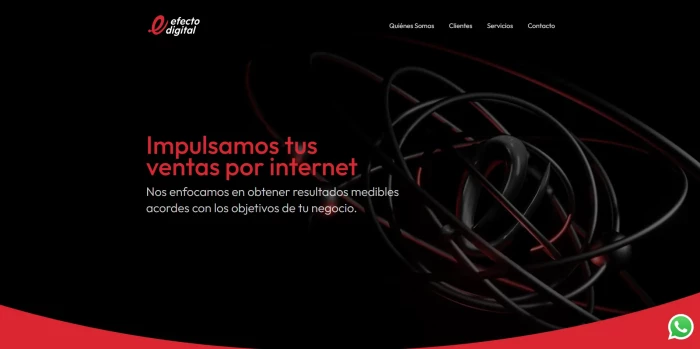 efecto
digital
Quiénes Somos
Clientes
Servicios
Contacto
Impulsamos tus
ventas por internet
Nos enfocamos en obtener resultados medibles
acordes con los objetivos de tu negocio.